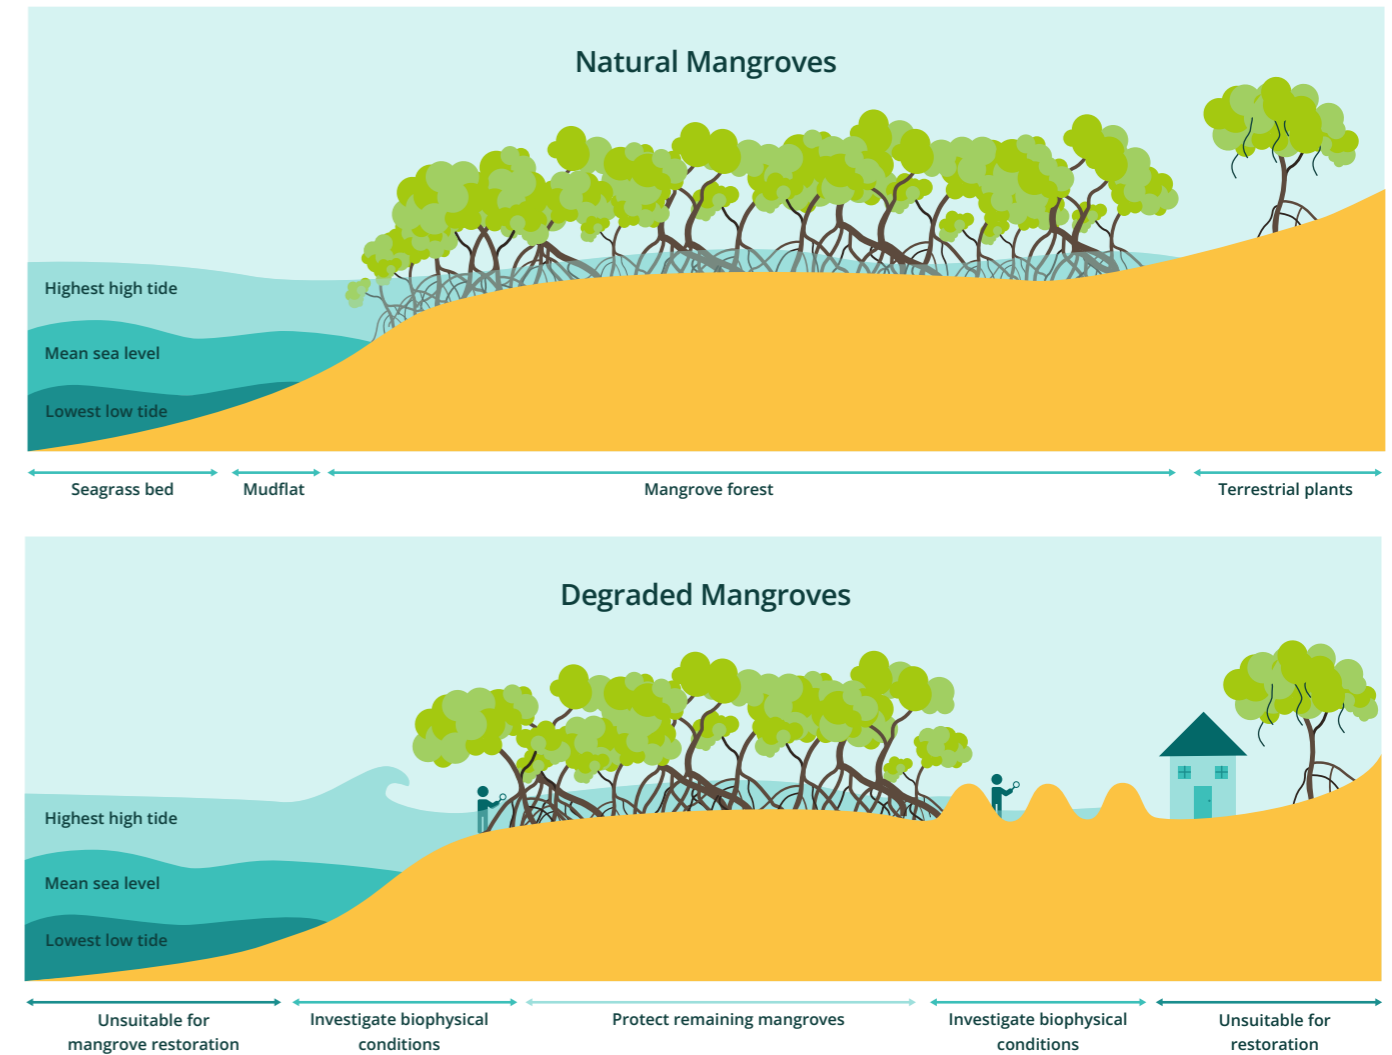 Natural Mangroves
Highest high tide
Mean sea level
Lowest low tide
Seagrass bed
Mudflat
Mangrove forest
Terrestrial plants
Degraded Mangroves
Highest high tide
Mean sea level
Lowest low tide
Unsuitable for
mangrove restoration
Investigate biophysical
conditions
Protect remaining mangroves
Investigate biophysical
conditions
Unsuitable for
restoration